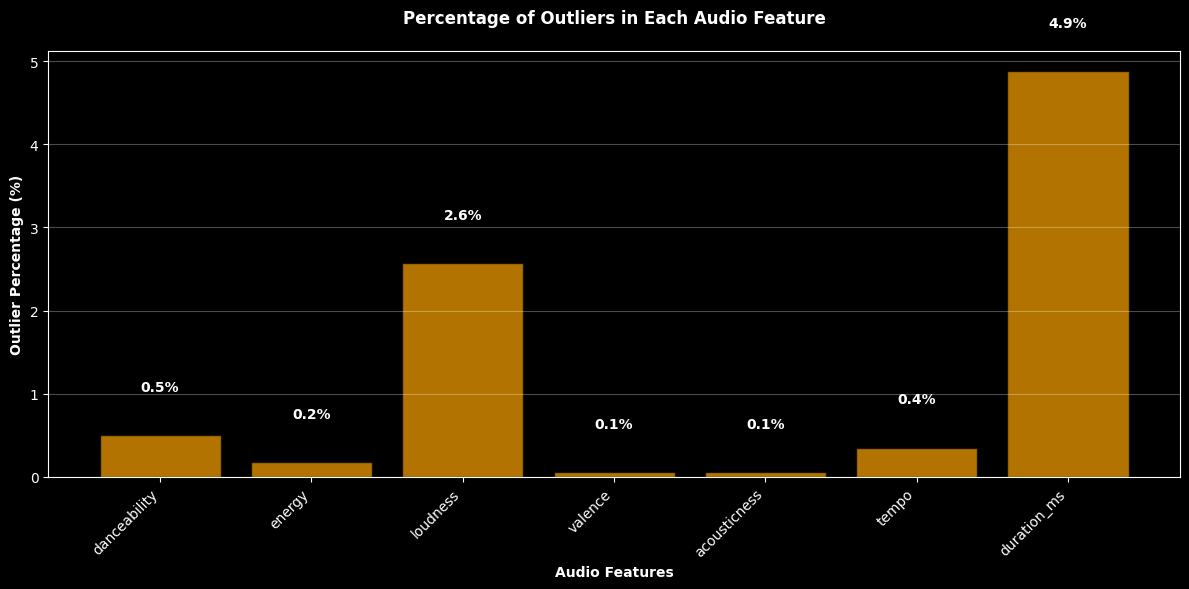 Percentage of Outliers in Each Audio Feature
4.9%
5
4
3
2
1
0
Outlier Percentage (%)
0.5%
0.2%
2.6%
0.1%
0.1%
0.4%
danceability
energy
loudness
valence
acousticness
tempo
duration_ms
Audio Features